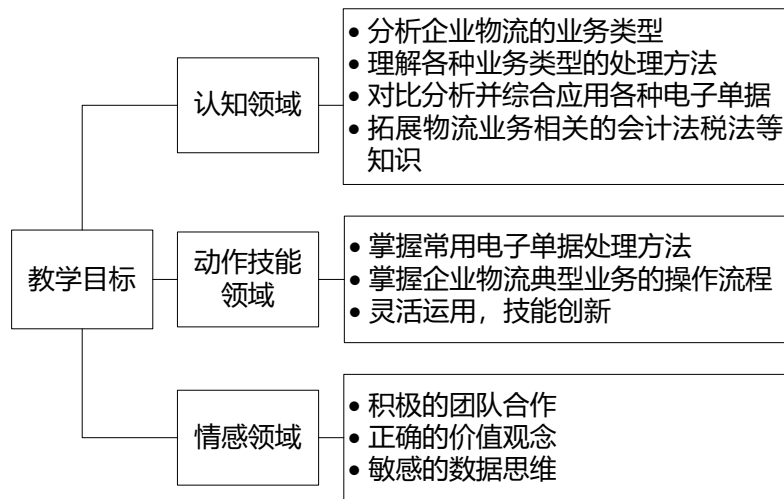 教学目标
认知领域
• 分析企业物流的业务类型
• 理解各种业务类型的处理方法
• 对比分析并综合应用各种电子单据
• 拓展物流业务相关的会计法税法等
知识
动作技能
领域
• 掌握常用电子单据处理方法
• 掌握企业物流典型业务的操作流程
• 灵活运用，技能创新
情感领域
• 积极的团队合作
• 正确的价值观念
• 敏感的数据思维